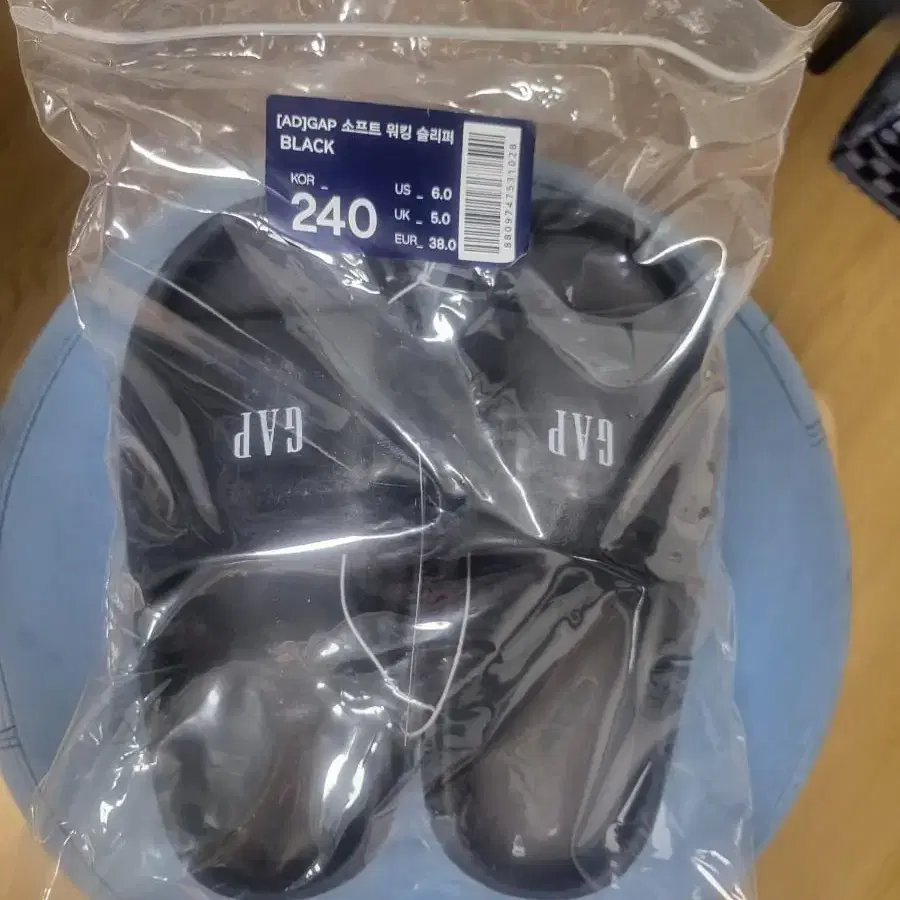 [AD]GAP 소프트 워킹 슬리퍼
BLACK
KOR _
240
US _ 6.0
UK _ 5.0
EUR_ 38.0
8809747531028
GAP
GAP